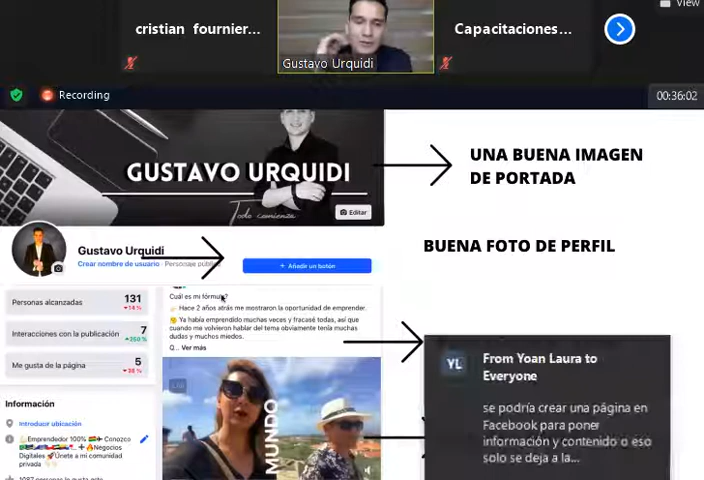 View
cristian fournier...
Gustavo Urquidi
Capacitaciones...
Recording
00:36:02
GUSTAVO URQUIDI
Todo comienza
Editar
UNA BUENA IMAGEN
DE PORTADA
Gustavo Urquidi
Crear nombre de usuario · Personaje público
+ Añadir un botón
BUENA FOTO DE PERFIL
Personas alcanzadas
131
14 %
Interacciones con la publicación
7
250 %
Me gusta de la página
5
38 %
Cuál es mi fórmula?
Hace 2 años atrás me mostraron la oportunidad de emprender.
Ya había emprendido muchas veces y fracasé todas, así que
cuando me volvieron hablar del tema obviamente tenía muchas
dudas y muchos miedos.
Q... Ver más
MUNDO
Información
Introducir ubicación
Emprendedor 100% + Conozco
Negocios
Digitales Únete a mi comunidad
privada
YL
From Yoan Laura to
Everyone
se podría crear una página en
Facebook para poner
información y contenido o eso
solo se deja a la...